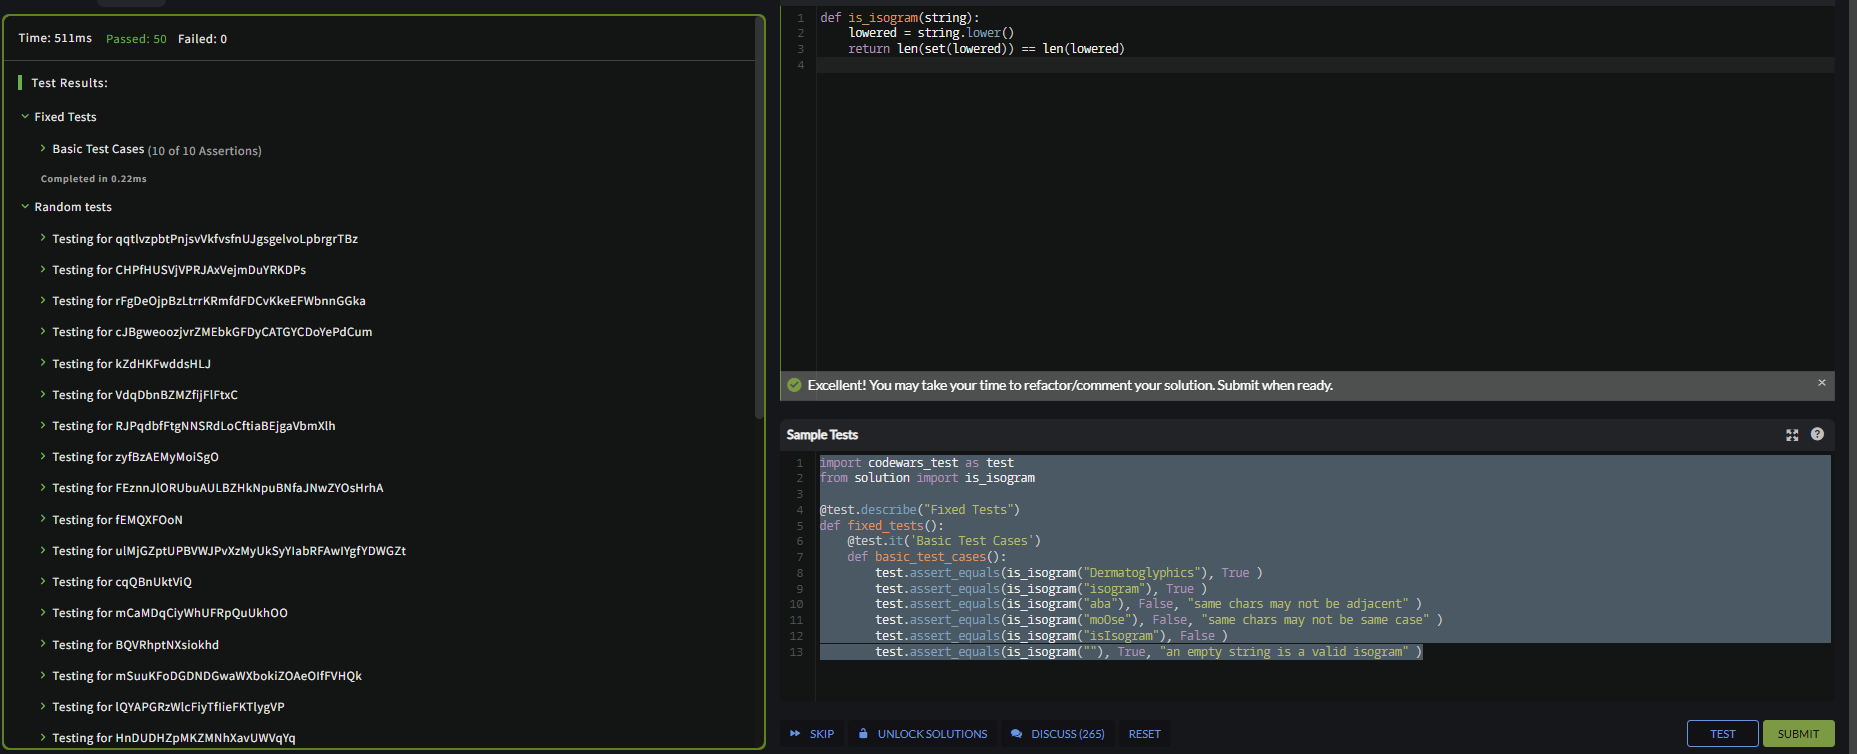 Time: 511ms Passed: 50 Failed: 0
Test Results:
Fixed Tests
Basic Test Cases (10 of 10 Assertions)
Completed in 0.22ms
Random tests
Testing for qqtlvzpbtPnjsvVkfvsfnUJgsgelvoLpbrgrTBz
Testing for CHPfHUSVjVPRJAxVejmDuYRKDPs
Testing for rFgDeOjpBzLtrrKRmfdFDCvKkeEFWbnnGGka
Testing for cJBgweoozjvrZMEbkGFDyCATGYCDoYePdCum
Testing for kZdHKFwddsHLJ
Testing for VdqDbnBZMZfijFlFtxC
Testing for RJPqdbfFtgNNSRdLoCftiaBEjgaVbmXlh
Testing for zyfBzAEMyMoiSgO
Testing for FEznnJlORUbuAULBZHkNpuBNfaJNwZYOsHrhA
Testing for fEMQXFOoN
Testing for ulMjGZptUPBVWJPvXzMyUkSyYIabRFAwIYgfYDWGZt
Testing for cqQBnUktViQ
Testing for mCaMDqCiyWhUFRpQuUkhOO
Testing for BQVRhptNXsiokhd
Testing for mSuuKFoDGDNDGwaWXbokiZOAeOIfFVHQk
Testing for lQYAPGRzWlcFiyTfIieFKTlygVP
Testing for HnDUDHZpMKZMNhXavUWVqYq
1 def is_isogram(string):
2 lowered = string.lower()
3 return len(set(lowered)) == len(lowered)
4
Excellent! You may take your time to refactor/comment your solution. Submit when ready. ×
Sample Tests ?
1 import codewars_test as test
2 from solution import is_isogram
3
4 @test.describe("Fixed Tests")
5 def fixed_tests():
6 @test.it('Basic Test Cases')
7 def basic_test_cases():
8 test.assert_equals(is_isogram("Dermatoglyphics"), True )
9 test.assert_equals(is_isogram("isogram"), True )
10 test.assert_equals(is_isogram("aba"), False, "same chars may not be adjacent" )
11 test.assert_equals(is_isogram("moOse"), False, "same chars may not be same case" )
12 test.assert_equals(is_isogram("isIsogram"), False )
13 test.assert_equals(is_isogram(""), True, "an empty string is a valid isogram" )
SKIP UNLOCK SOLUTIONS DISCUSS (265) RESET TEST SUBMIT